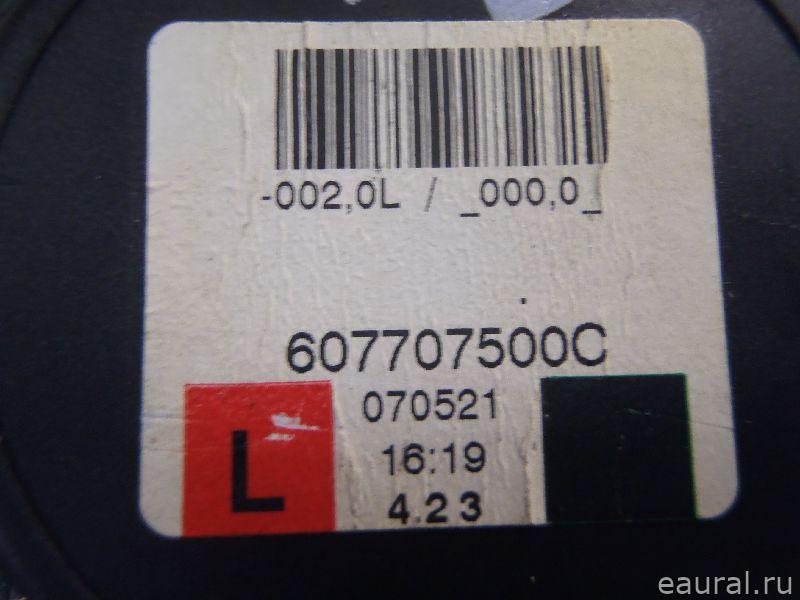 -002,0L / _000,0_
607707500C
070521
16:19
L
4.23
eaural.ru